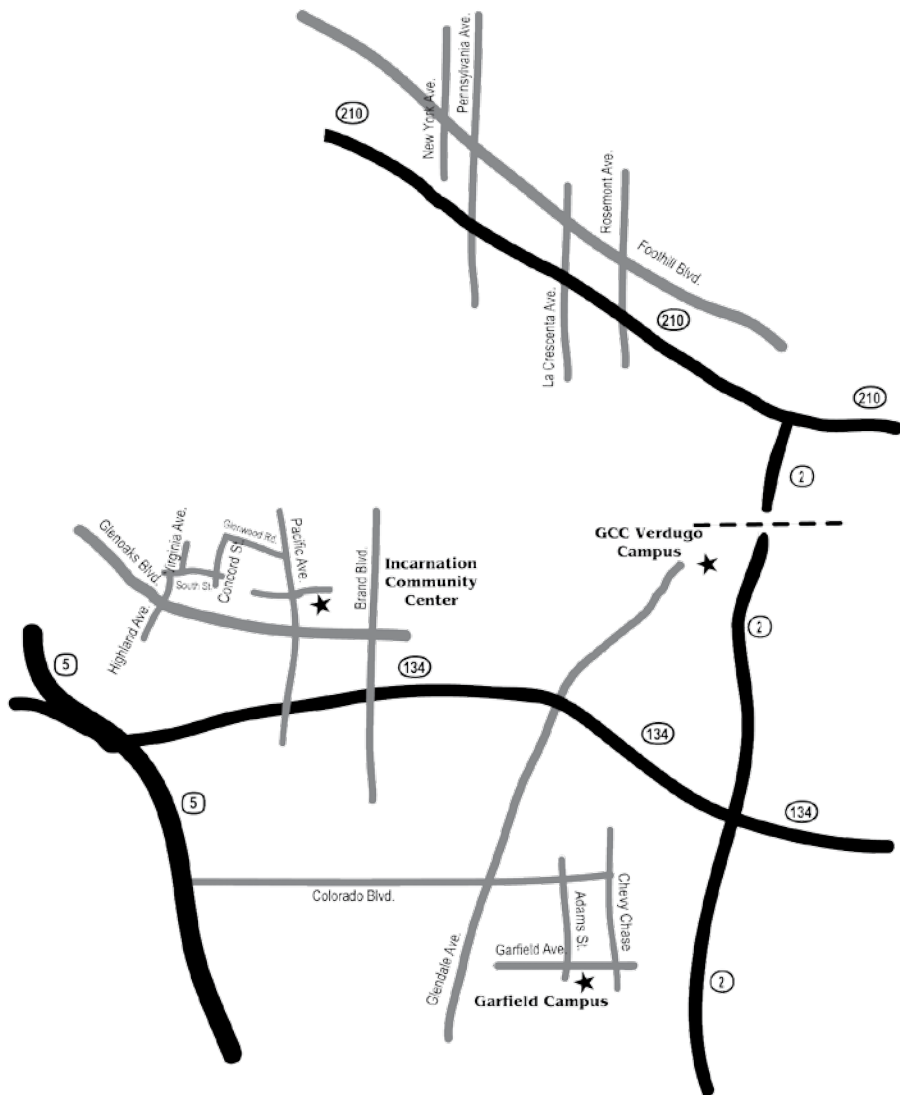 New York Ave.
Pennsylvania Ave.
210
Rosemont Ave.
Foothill Blvd.
La Crescenta Ave.
210
210
2
Glenoaks Blvd.
Virginia Ave.
Glenwood Rd.
Pacific Ave.
South St.
Concord St.
Highland Ave.
Brand Blvd.
Incarnation
Community
Center
GCC Verdugo
Campus
2
5
134
134
5
134
Colorado Blvd.
Chevy Chase
Adams St.
Garfield Ave.
Glendale Ave.
Garfield Campus
2